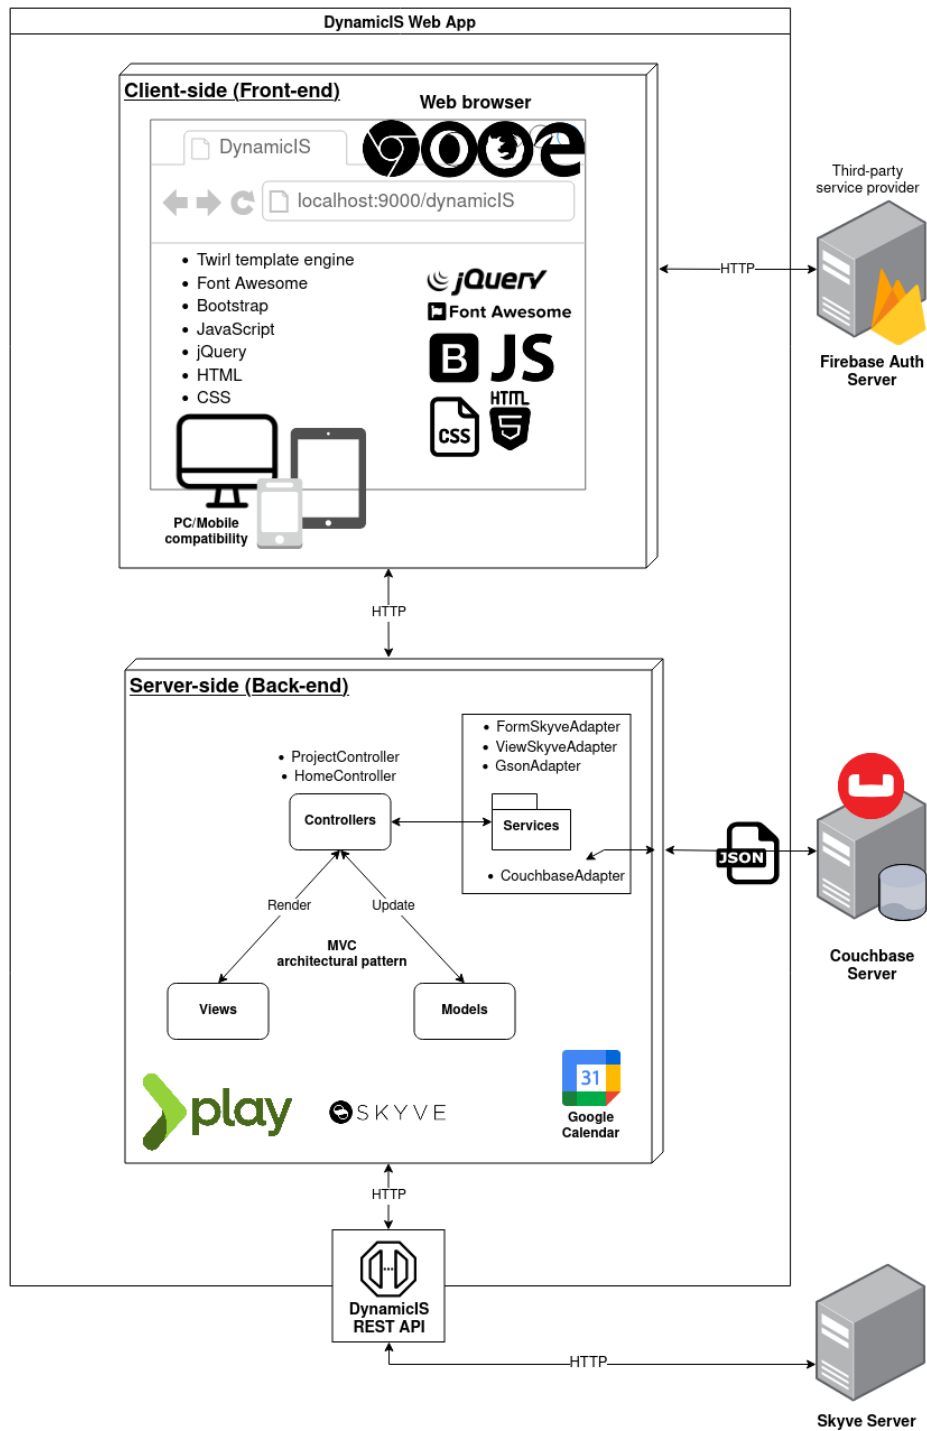 DynamicIS Web App
Client-side (Front-end)
Web browser
DynamicIS
localhost:9000/dynamicIS
Twirl template engine
Font Awesome
Bootstrap
JavaScript
jQuery
HTML
CSS
jQuery
Font Awesome
B JS
HTML
CSS 5
PC/Mobile
compatibility
Third-party
service provider
HTTP
Firebase Auth
Server
HTTP
Server-side (Back-end)
FormSkyveAdapter
ViewSkyveAdapter
GsonAdapter
ProjectController
HomeController
Controllers
Services
CouchbaseAdapter
JSON
Couchbase
Server
Render
Update
MVC
architectural pattern
Views
Models
play
SKYVE
31
Google
Calendar
HTTP
DynamicIS
REST API
HTTP
Skyve Server